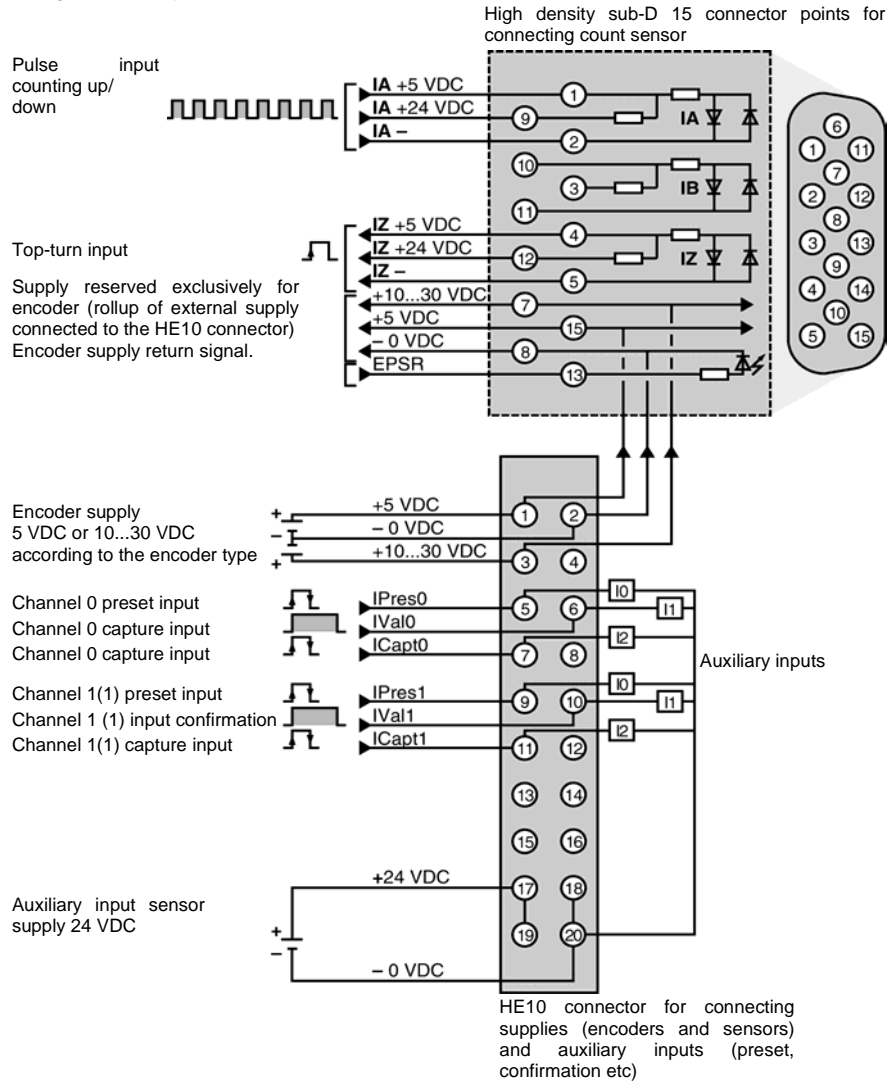 High density sub-D 15 connector points for
connecting count sensor
Pulse input
counting up/
down
IA +5 VDC
IA +24 VDC
IA –
1
9
2
IA
10
3
11
IB
Top-turn input
IZ +5 VDC
IZ +24 VDC
IZ –
4
12
5
IZ
Supply reserved exclusively for
encoder (rollup of external supply
connected to the HE10 connector)
Encoder supply return signal.
+10...30 VDC
+5 VDC
– 0 VDC
EPSR
7
15
8
13
6
1
11
7
2
12
8
3
13
9
4
14
10
5
15
Encoder supply
5 VDC or 10...30 VDC
according to the encoder type
+
–
+
+5 VDC
– 0 VDC
+10...30 VDC
1 2
3 4
Channel 0 preset input
IPres0
5 6
I0
Channel 0 capture input
IVal0
I1
Channel 0 capture input
ICapt0
7 8
I2
Auxiliary inputs
Channel 1(1) preset input
IPres1
9 10
I0
Channel 1 (1) input confirmation
IVal1
I1
Channel 1(1) capture input
ICapt1
11 12
I2
13 14
15 16
+24 VDC
17 18
Auxiliary input sensor
supply 24 VDC
+
–
19 20
– 0 VDC
HE10 connector for connecting
supplies (encoders and sensors)
and auxiliary inputs (preset,
confirmation etc)